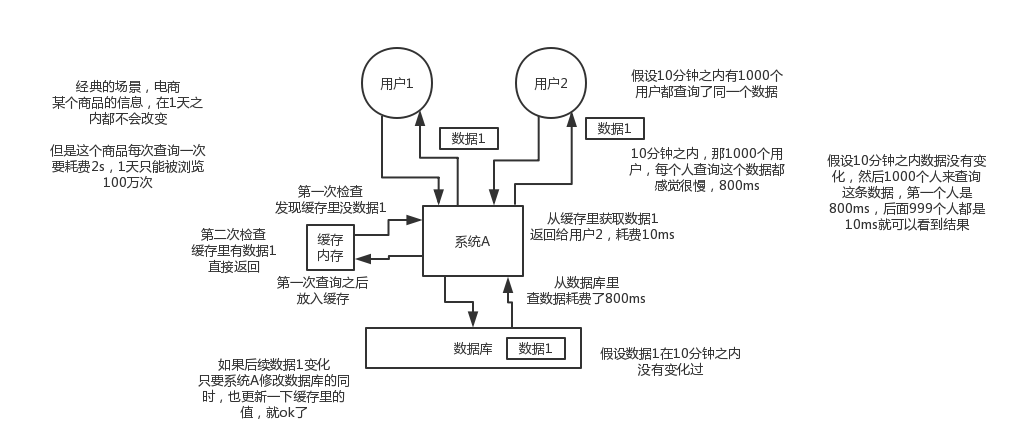 用户1
用户2
假设10分钟之内有1000个
用户都查询了同一个数据
经典的场景，电商
某个商品的信息，在1天之
内都不会改变
但是这个商品每次查询一次
要耗费2s，1天只能被浏览
100万次
数据1
数据1
10分钟之内，那1000个用
户，每个人查询这个数据都
感觉很慢，800ms
假设10分钟之内数据没有变
化，然后1000个人来查询
这条数据，第一个人是
800ms，后面999个人都是
10ms就可以看到结果
第一次检查
发现缓存里没数据1
第二次检查
缓存里有数据1
直接返回
缓存
内存
系统A
从缓存里获取数据1
返回给用户2，耗费10ms
第一次查询之后
放入缓存
从数据库里
查数据耗费了800ms
数据库
数据1
假设数据1在10分钟之内
没有变化过
如果后续数据1变化
只要系统A修改数据库的同
时，也更新一下缓存里的
值，就ok了